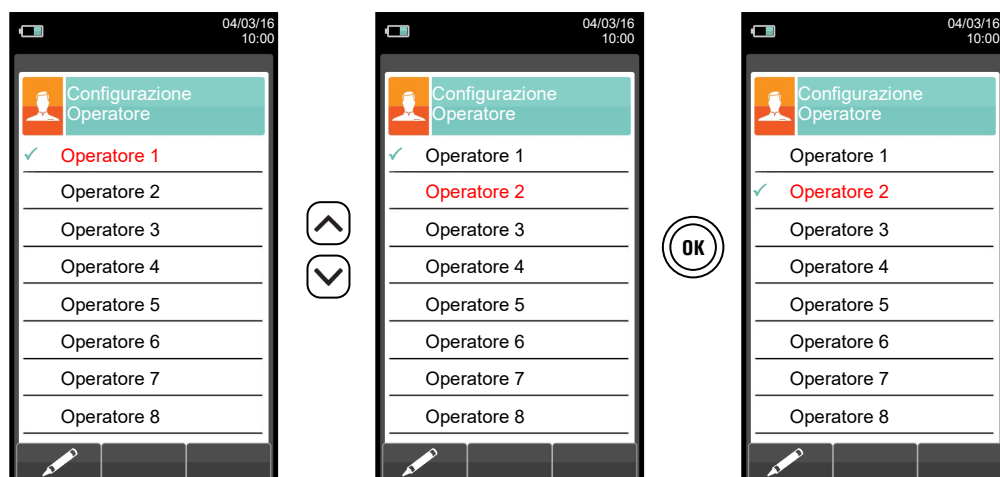 04/03/16
10:00
Configurazione
Operatore
✓ Operatore 1
Operatore 2
Operatore 3
Operatore 4
Operatore 5
Operatore 6
Operatore 7
Operatore 8
04/03/16
10:00
Configurazione
Operatore
✓ Operatore 1
Operatore 2
Operatore 3
Operatore 4
Operatore 5
Operatore 6
Operatore 7
Operatore 8
OK
04/03/16
10:00
Configurazione
Operatore
Operatore 1
✓ Operatore 2
Operatore 3
Operatore 4
Operatore 5
Operatore 6
Operatore 7
Operatore 8